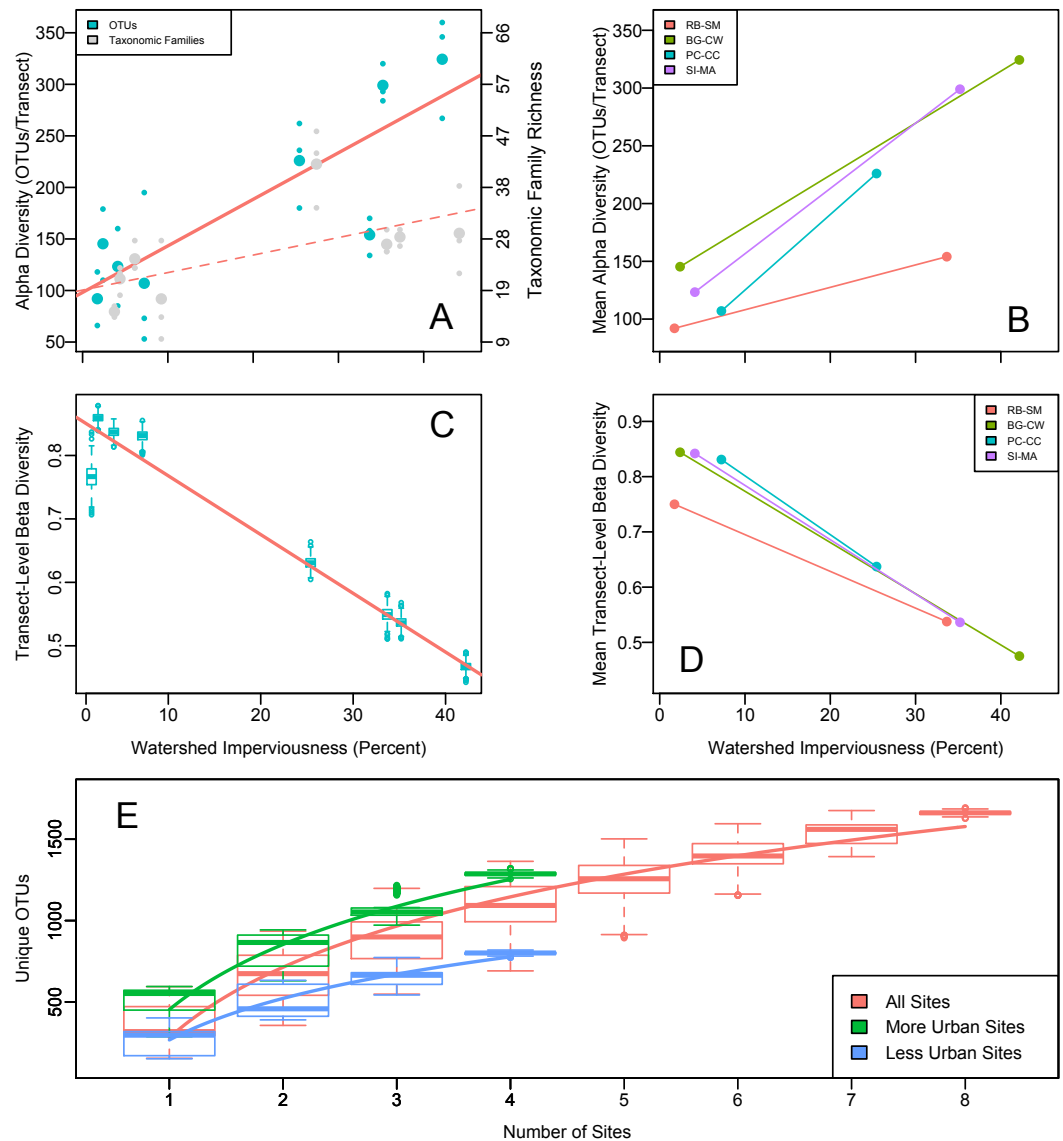 OTUs
Taxonomic Families
A
50
100
150
200
250
300
350
Alpha Diversity (OTUs/Transect)
9
19
28
38
47
57
66
Taxonomic Family Richness
RB-SM
BG-CW
PC-CC
SI-MA
B
100
150
200
250
300
350
Mean Alpha Diversity (OTUs/Transect)
0 10 20 30 40
C
0.5
0.6
0.7
0.8
Transect-Level Beta Diversity
0 10 20 30 40
Watershed Imperviousness (Percent)
RB-SM
BG-CW
PC-CC
SI-MA
D
0.5
0.6
0.7
0.8
0.9
Mean Transect-Level Beta Diversity
0 10 20 30 40
Watershed Imperviousness (Percent)
E
500
1000
1500
Unique OTUs
All Sites
More Urban Sites
Less Urban Sites
1 2 3 4 5 6 7 8
Number of Sites